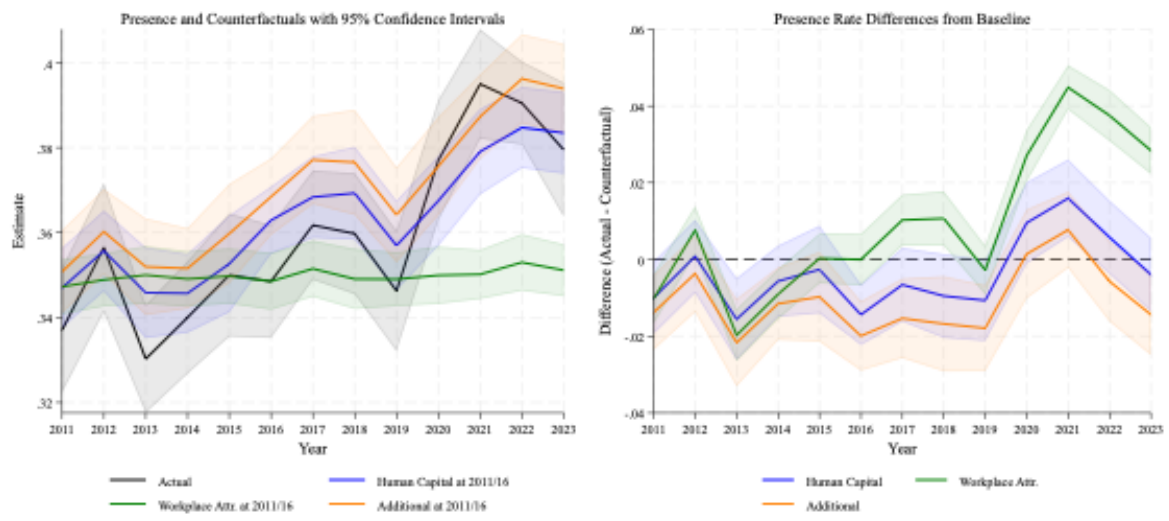 Presence and Counterfactuals with 95% Confidence Intervals
Estimate
.4
.38
.36
.34
.32
2011 2012 2013 2014 2015 2016 2017 2018 2019 2020 2021 2022 2023
Year
Actual
Human Capital at 2011/16
Workplace Attr. at 2011/16
Additional at 2011/16
Presence Rate Differences from Baseline
Difference (Actual - Counterfactual)
.06
.04
.02
0
-.02
-.04
2011 2012 2013 2014 2015 2016 2017 2018 2019 2020 2021 2022 2023
Year
Human Capital
Workplace Attr.
Additional